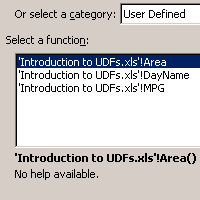 Or select a category: User Defined
Select a function:
'Introduction to UDFs.xls'!Area
'Introduction to UDFs.xls'!DayName
'Introduction to UDFs.xls'!MPG
'Introduction to UDFs.xls'!Area()
No help available.